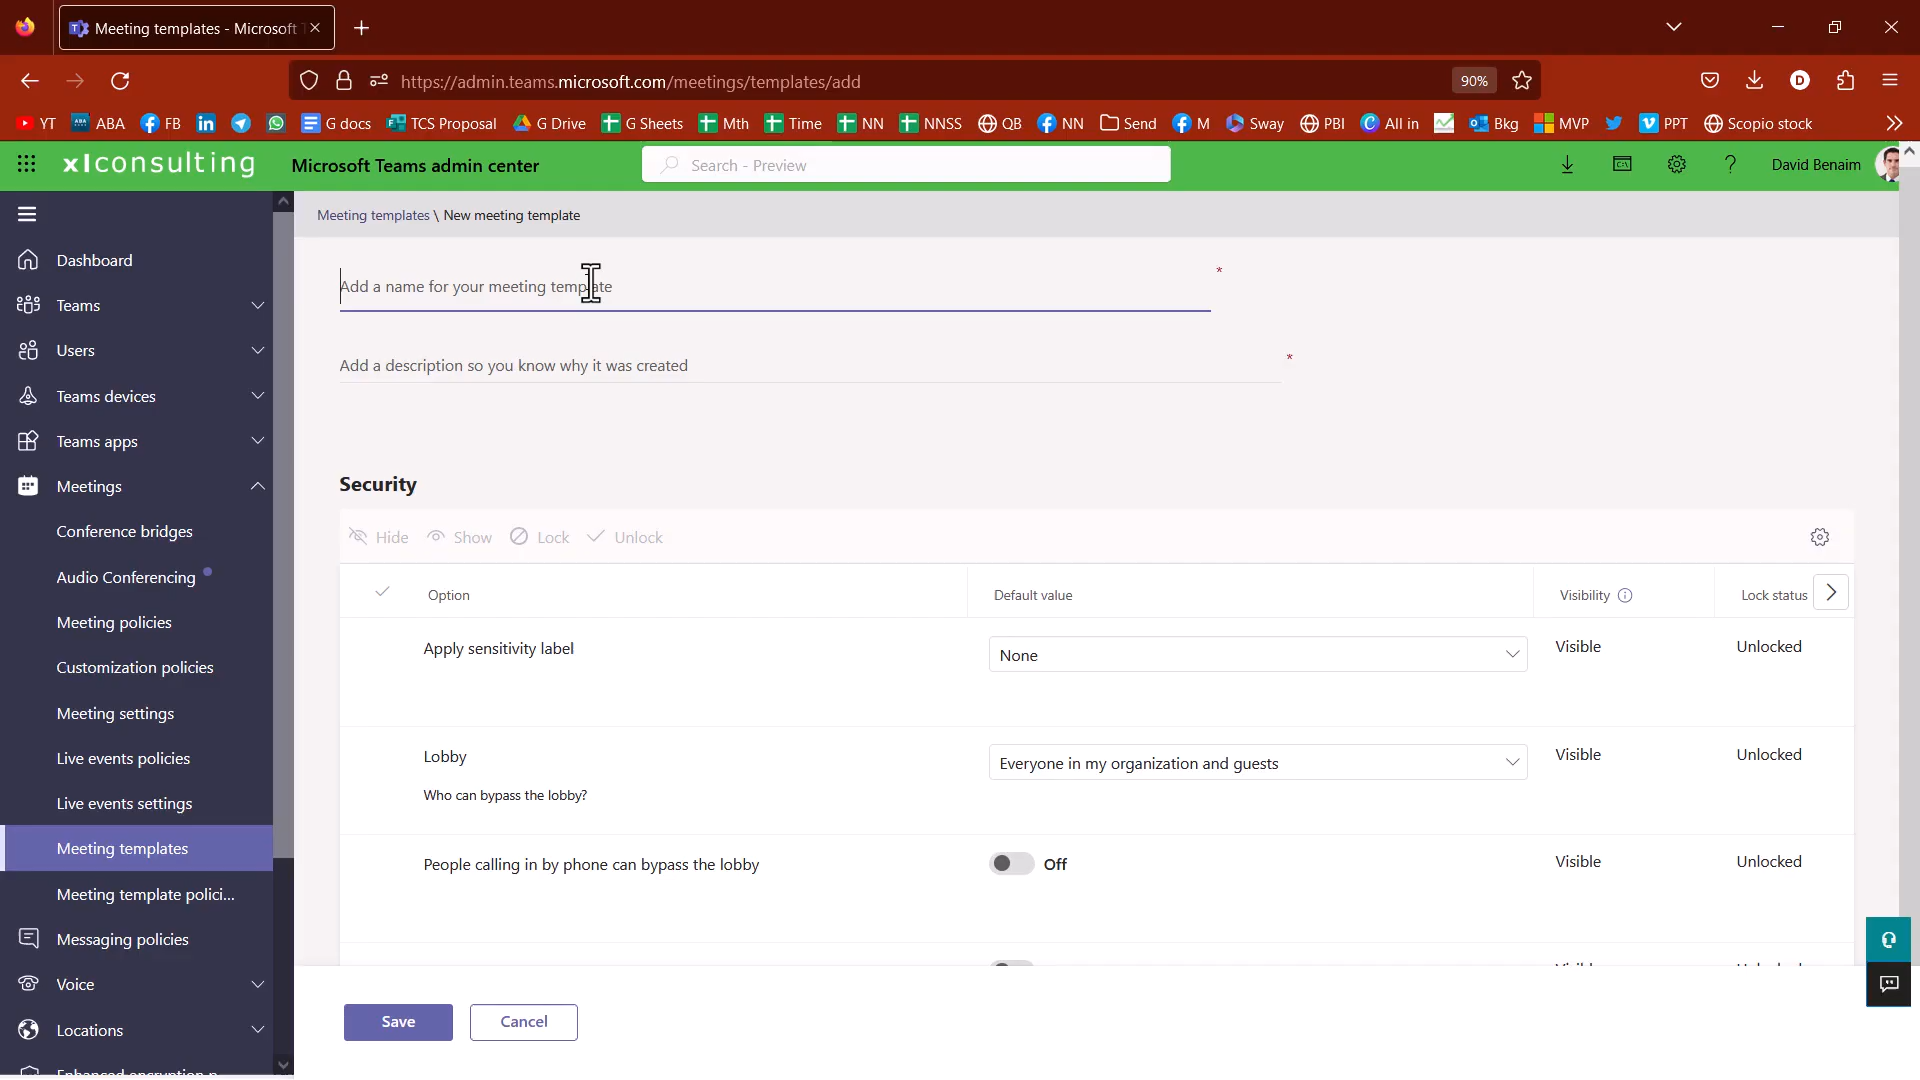 Meeting templates - Microsoft T
https://admin.teams.microsoft.com/meetings/templates/add
90%
YT ABA FB G docs TCS Proposal G Drive G Sheets Mth Time NN NNSS QB NN Send M Sway PBI All in Bkg MVP PPT Scopio stock
xlconsulting
Microsoft Teams admin center
Search - Preview
David Benaim
Meeting templates \ New meeting template
Dashboard
Teams
Users
Teams devices
Teams apps
Meetings
Conference bridges
Audio Conferencing
Meeting policies
Customization policies
Meeting settings
Live events policies
Live events settings
Meeting templates
Meeting template polici...
Messaging policies
Voice
Locations
Add a name for your meeting template *
Add a description so you know why it was created *
Security
Hide Show Lock Unlock
Option Default value Visibility Lock status
Apply sensitivity label None Visible Unlocked
Lobby Everyone in my organization and guests Visible Unlocked
Who can bypass the lobby?
People calling in by phone can bypass the lobby Off Visible Unlocked
Save Cancel